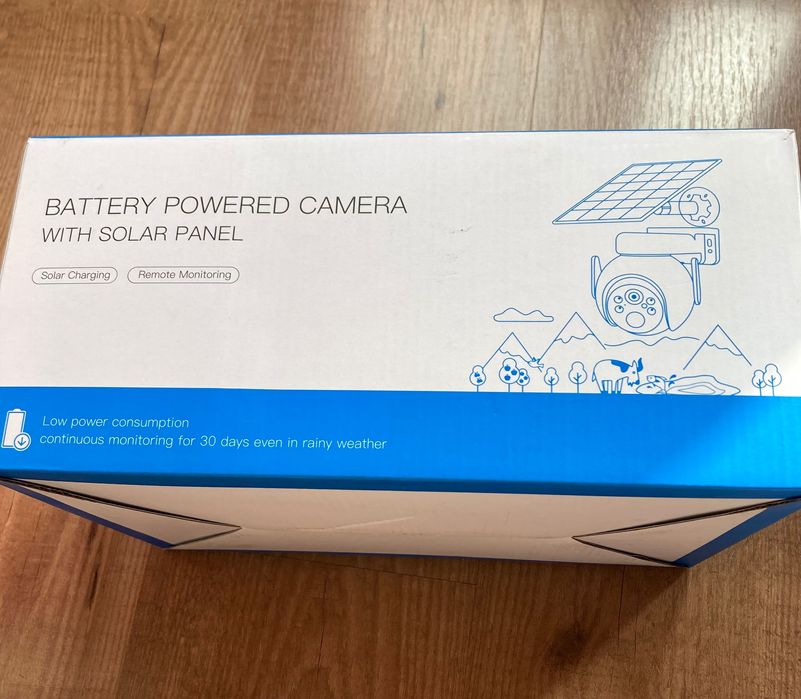 BATTERY POWERED CAMERA
WITH SOLAR PANEL
Solar Charging Remote Monitoring
Low power consumption
continuous monitoring for 30 days even in rainy weather